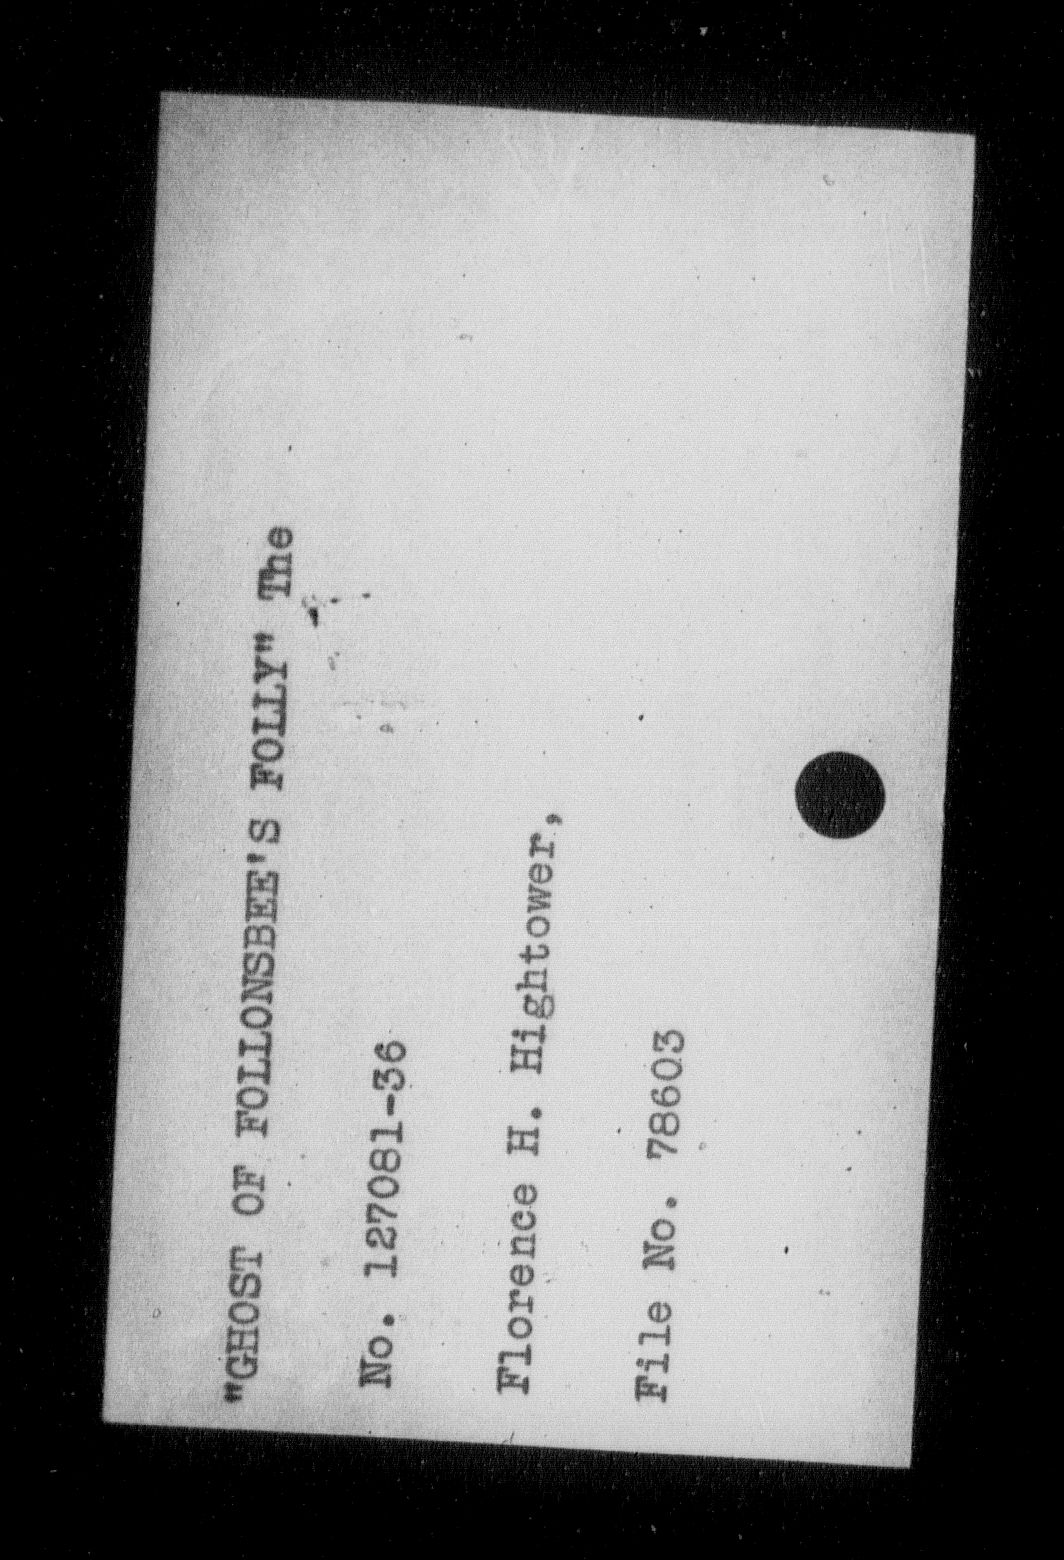 "GHOST OF FOLLONSBEE'S FOLLY" The
No. 127081-36
Florence H. Hightower,
File No. 78603